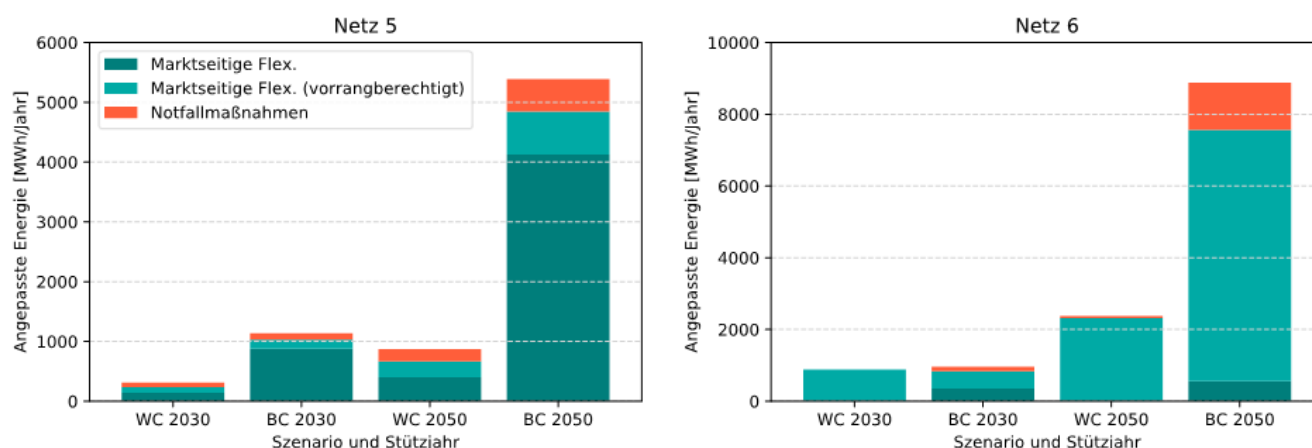 Netz 5
6000
5000
4000
3000
2000
1000
0
Angepasste Energie [MWh/Jahr]
Marktseitige Flex.
Marktseitige Flex. (vorrangberechtigt)
Notfallmaßnahmen
WC 2030 BC 2030 WC 2050 BC 2050
Szenario und Stützjahr
Netz 6
10000
8000
6000
4000
2000
0
Angepasste Energie [MWh/Jahr]
WC 2030 BC 2030 WC 2050 BC 2050
Szenario und Stützjahr